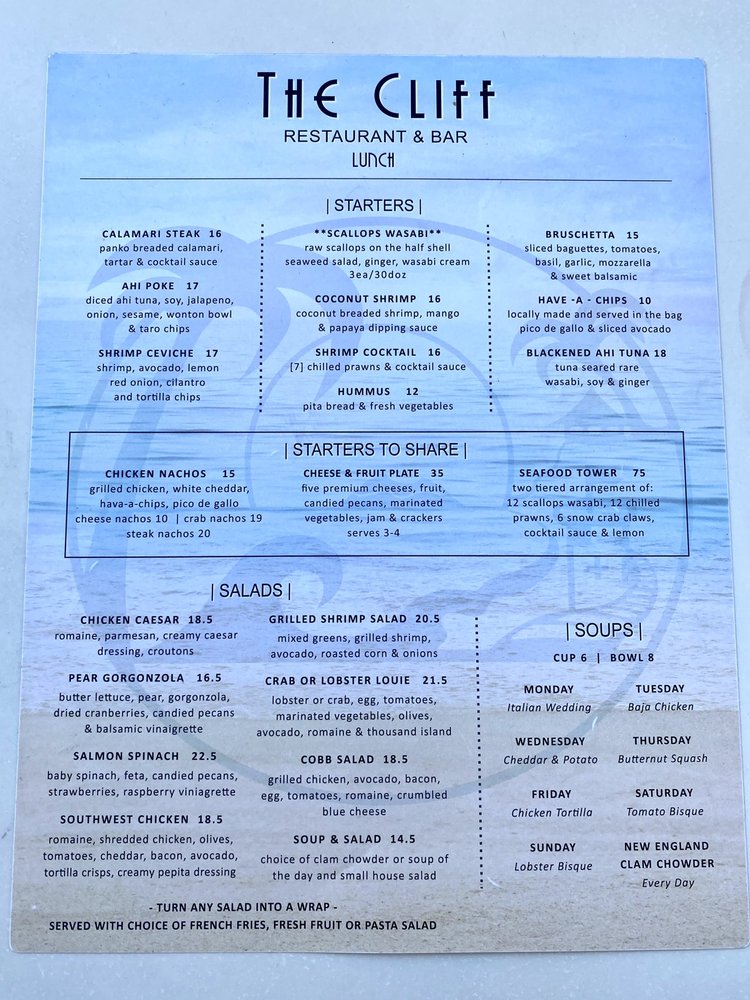 THE CLIFF
RESTAURANT & BAR
LUNCH
| STARTERS |
CALAMARI STEAK 16
panko breaded calamari,
tartar & cocktail sauce
AHI POKE 17
diced ahi tuna, soy, jalapeno,
onion, sesame, wonton bowl
& taro chips
SHRIMP CEVICHE 17
shrimp, avocado, lemon
red onion, cilantro
and tortilla chips
**SCALLOPS WASABI**
raw scallops on the half shell
seaweed salad, ginger, wasabi cream
3ea/30doz
COCONUT SHRIMP 16
coconut breaded shrimp, mango
& papaya dipping sauce
SHRIMP COCKTAIL 16
[7] chilled prawns & cocktail sauce
HUMMUS 12
pita bread & fresh vegetables
BRUSCHETTA 15
sliced baguettes, tomatoes,
basil, garlic, mozzarella
& sweet balsamic
HAVE -A - CHIPS 10
locally made and served in the bag
pico de gallo & sliced avocado
BLACKENED AHI TUNA 18
tuna seared rare
wasabi, soy & ginger
| STARTERS TO SHARE |
CHICKEN NACHOS 15
grilled chicken, white cheddar,
hava-a-chips, pico de gallo
cheese nachos 10 | crab nachos 19
steak nachos 20
CHEESE & FRUIT PLATE 35
five premium cheeses, fruit,
candied pecans, marinated
vegetables, jam & crackers
serves 3-4
SEAFOOD TOWER 75
two tiered arrangement of:
12 scallops wasabi, 12 chilled
prawns, 6 snow crab claws,
cocktail sauce & lemon
| SALADS |
CHICKEN CAESAR 18.5
romaine, parmesan, creamy caesar
dressing, croutons
PEAR GORGONZOLA 16.5
butter lettuce, pear, gorgonzola,
dried cranberries, candied pecans
& balsamic vinaigrette
SALMON SPINACH 22.5
baby spinach, feta, candied pecans,
strawberries, raspberry viniagrette
SOUTHWEST CHICKEN 18.5
romaine, shredded chicken, olives,
tomatoes, cheddar, bacon, avocado,
tortilla crisps, creamy pepita dressing
GRILLED SHRIMP SALAD 20.5
mixed greens, grilled shrimp,
avocado, roasted corn & onions
CRAB OR LOBSTER LOUIE 21.5
lobster or crab, egg, tomatoes,
marinated vegetables, olives,
avocado, romaine & thousand island
COBB SALAD 18.5
grilled chicken, avocado, bacon,
egg, tomatoes, romaine, crumbled
blue cheese
SOUP & SALAD 14.5
choice of clam chowder or soup of
the day and small house salad
- TURN ANY SALAD INTO A WRAP -
SERVED WITH CHOICE OF FRENCH FRIES, FRESH FRUIT OR PASTA SALAD
| SOUPS |
CUP 6 | BOWL 8
MONDAY
Italian Wedding
TUESDAY
Baja Chicken
WEDNESDAY
Cheddar & Potato
THURSDAY
Butternut Squash
FRIDAY
Chicken Tortilla
SATURDAY
Tomato Bisque
SUNDAY
Lobster Bisque
NEW ENGLAND
CLAM CHOWDER
Every Day